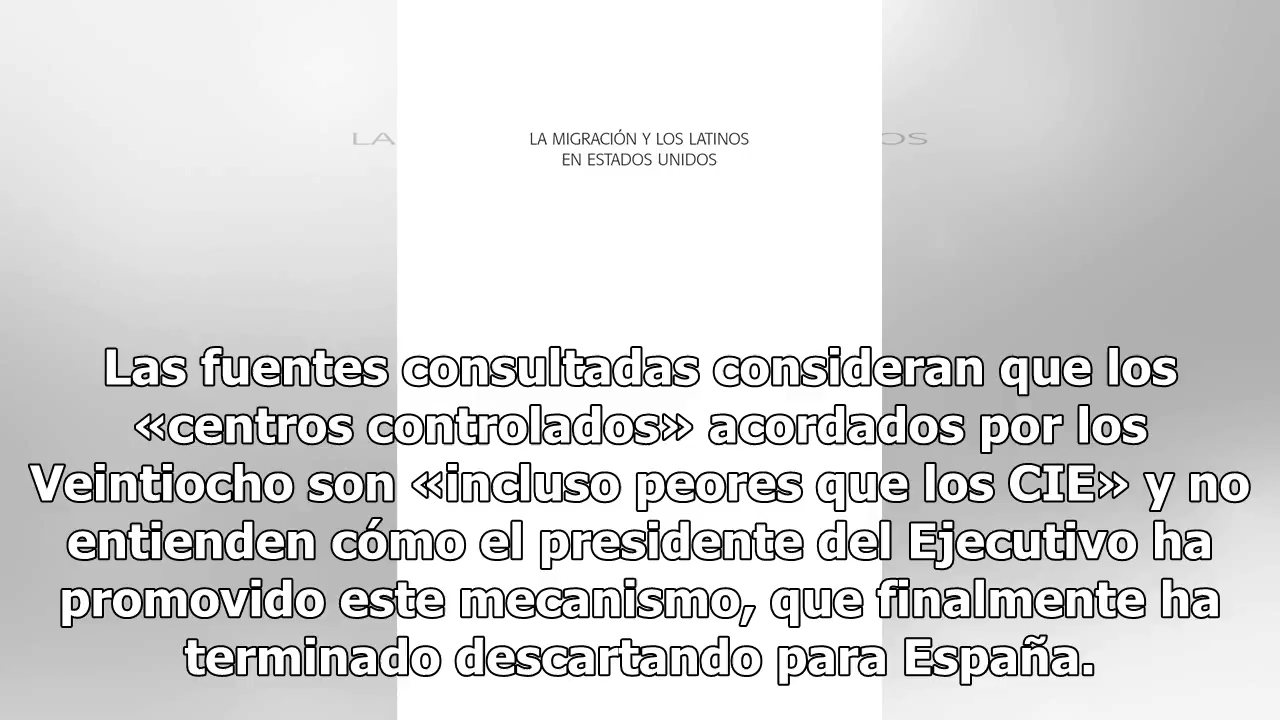 LA MIGRACIÓN Y LOS LATINOS
EN ESTADOS UNIDOS
LA
OS
Las fuentes consultadas consideran que los
«centros controlados» acordados por los
Veintiocho son «incluso peores que los CIE» y no
entienden cómo el presidente del Ejecutivo ha
promovido este mecanismo, que finalmente ha
terminado descartando para España.